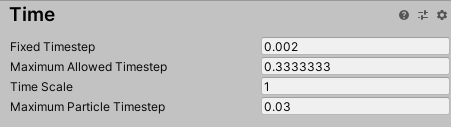 Time
Fixed Timestep 0.002
Maximum Allowed Timestep 0.3333333
Time Scale 1
Maximum Particle Timestep 0.03